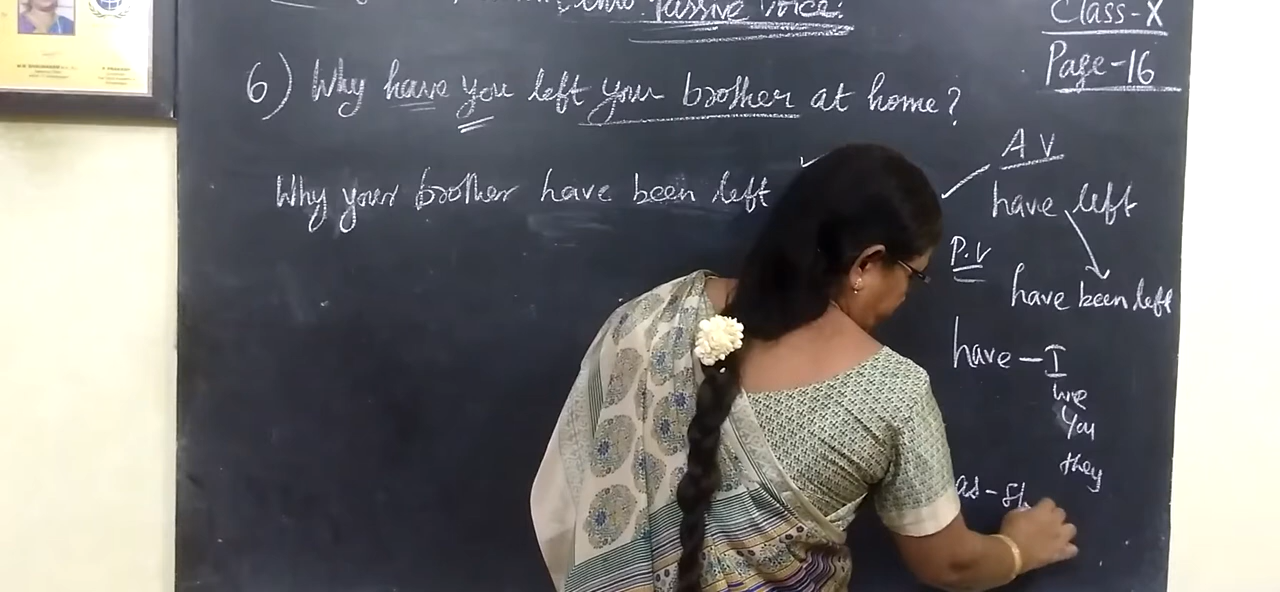 into Passive Voice:
Class-X
Page-16
6) Why have you left your brother at home?
Why your brother have been left
A V
have left
P.V
have been left
have - I
we
You
they
as - sh